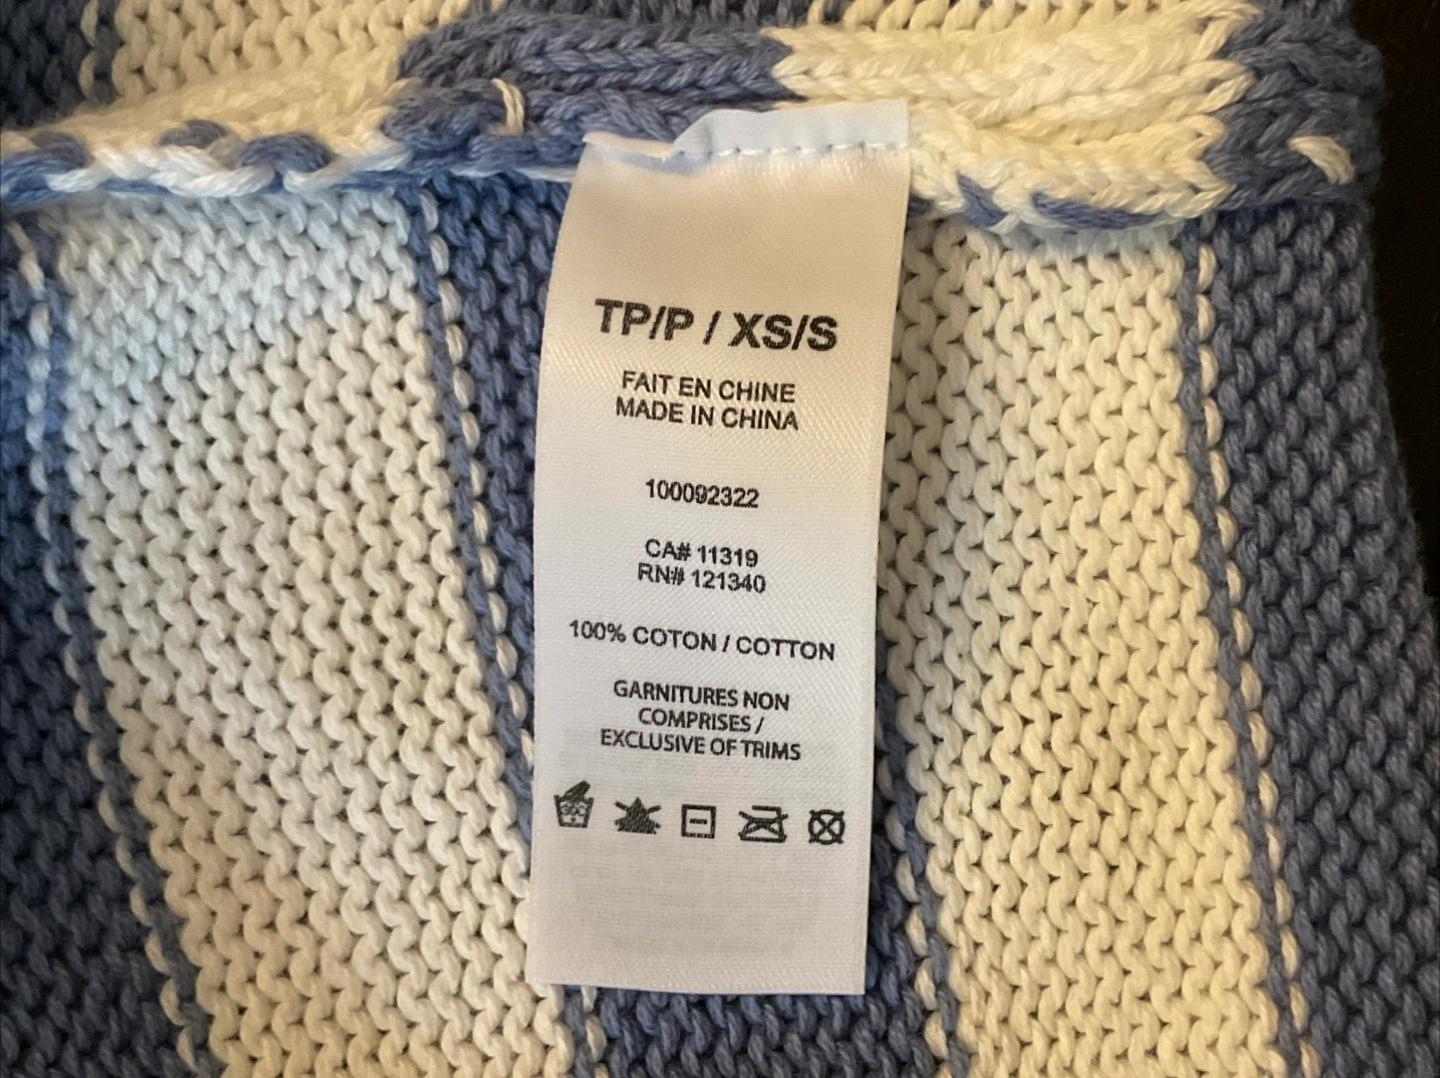 TP/P / XS/S
FAIT EN CHINE
MADE IN CHINA
100092322
CA# 11319
RN# 121340
100% COTON / COTTON
GARNITURES NON
COMPRISES /
EXCLUSIVE OF TRIMS